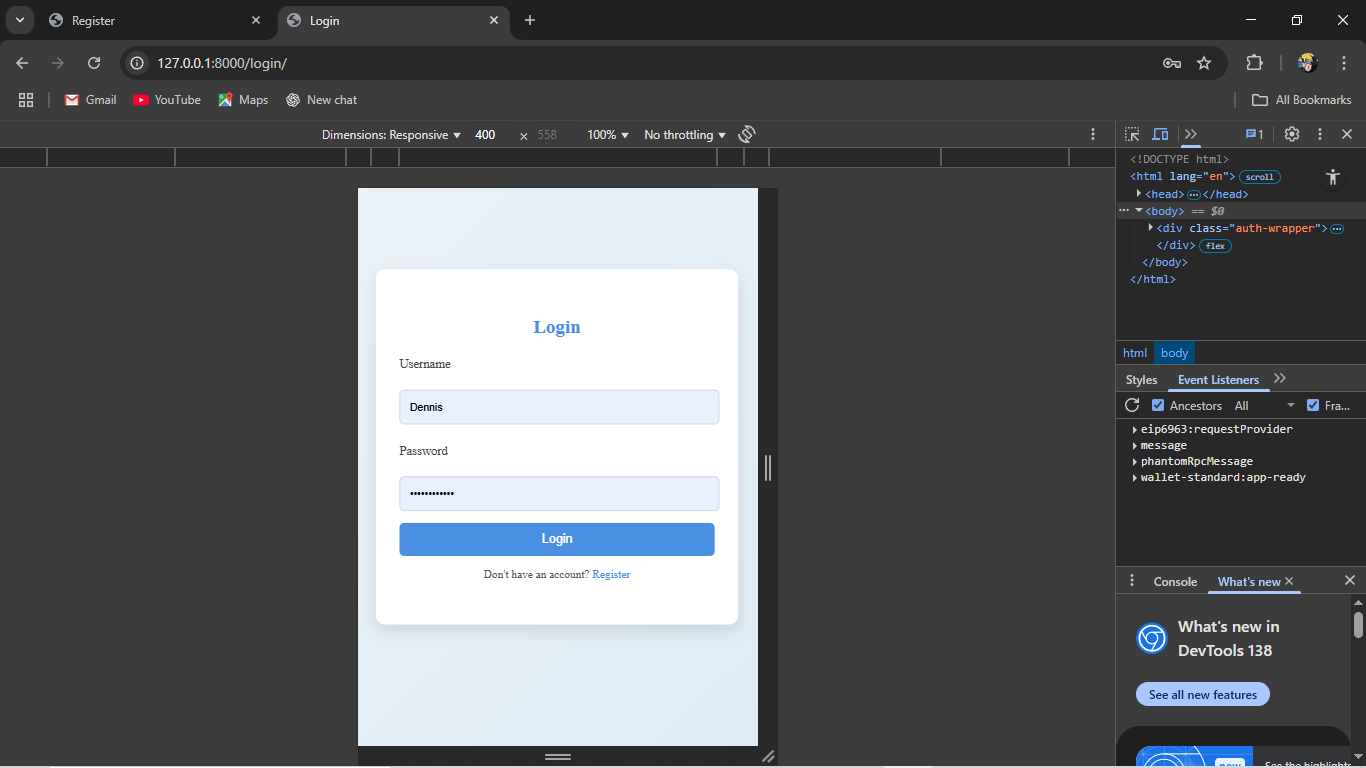 Register
Login
127.0.0.1:8000/login/
Gmail
YouTube
Maps
New chat
All Bookmarks
Dimensions: Responsive
400
×
558
100%
No throttling
1
<!DOCTYPE html>
<html lang="en"> scroll
<head> … </head>
<body> == $0
<div class="auth-wrapper"> …
</div> flex
</body>
</html>
html
body
Styles
Event Listeners
Ancestors
All
Fra...
eip6963:requestProvider
message
phantomRpcMessage
wallet-standard:app-ready
Login
Username
Dennis
Password
••••••••••••
Login
Don't have an account? Register
Console
What's new
What's new in
DevTools 138
See all new features
new
See the highlights